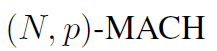 (N, p)-MACH